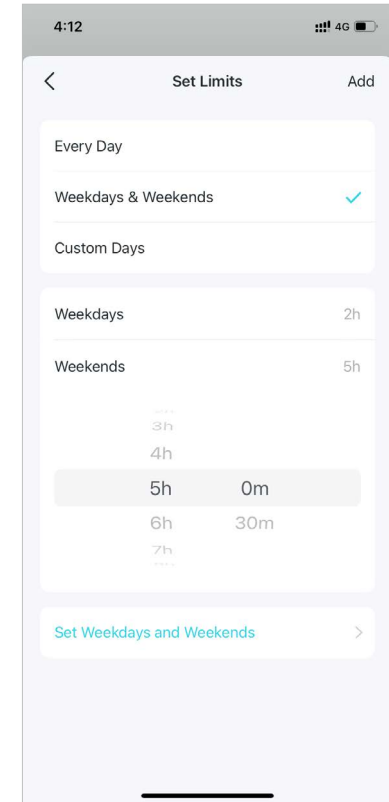 4:12 4G
Set Limits Add
Every Day
Weekdays & Weekends
Custom Days
Weekdays 2h
Weekends 5h
3h
4h
5h 0m
6h 30m
7h
Set Weekdays and Weekends